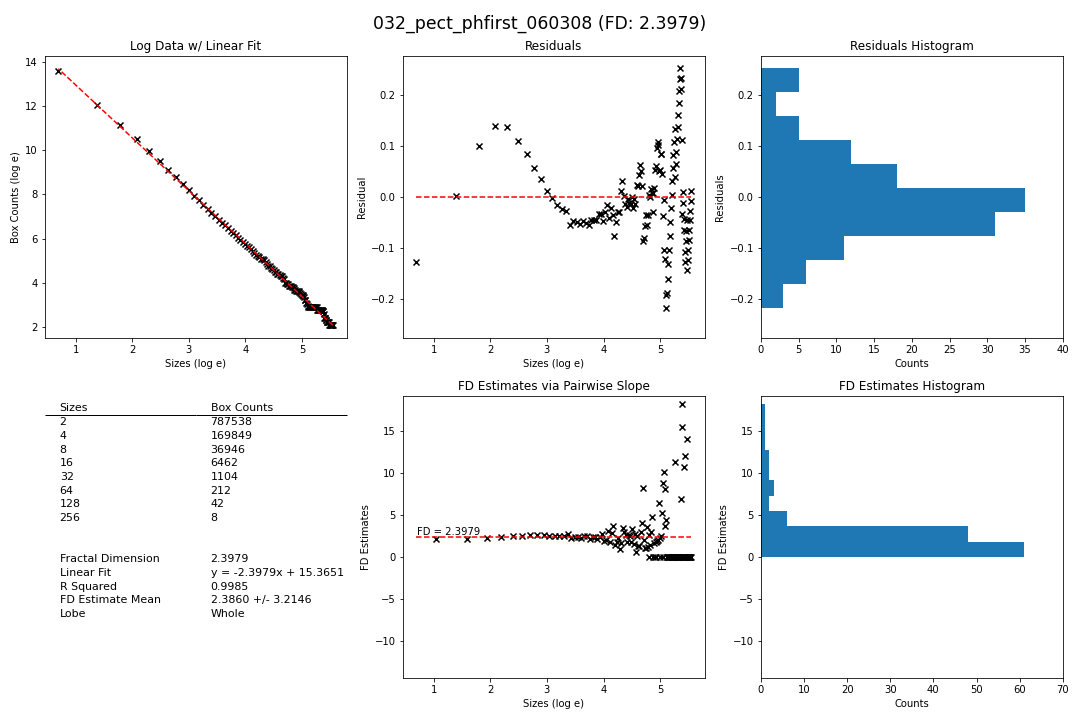 032_pect_phfirst_060308 (FD: 2.3979)
Log Data w/ Linear Fit
Box Counts (log e)
14
12
10
8
6
4
2
1 2 3 4 5
Sizes (log e)
Residuals
Residual
0.2
0.1
0.0
−0.1
−0.2
1 2 3 4 5
Sizes (log e)
Residuals Histogram
Residuals
0.2
0.1
0.0
−0.1
−0.2
0 5 10 15 20 25 30 35 40
Counts
Sizes Box Counts
2 787538
4 169849
8 36946
16 6462
32 1104
64 212
128 42
256 8
Fractal Dimension 2.3979
Linear Fit y = -2.3979x + 15.3651
R Squared 0.9985
FD Estimate Mean 2.3860 +/- 3.2146
Lobe Whole
FD Estimates via Pairwise Slope
FD Estimates
15
10
5
0
−5
−10
FD = 2.3979
1 2 3 4 5
Sizes (log e)
FD Estimates Histogram
FD Estimates
15
10
5
0
−5
−10
0 10 20 30 40 50 60 70
Counts